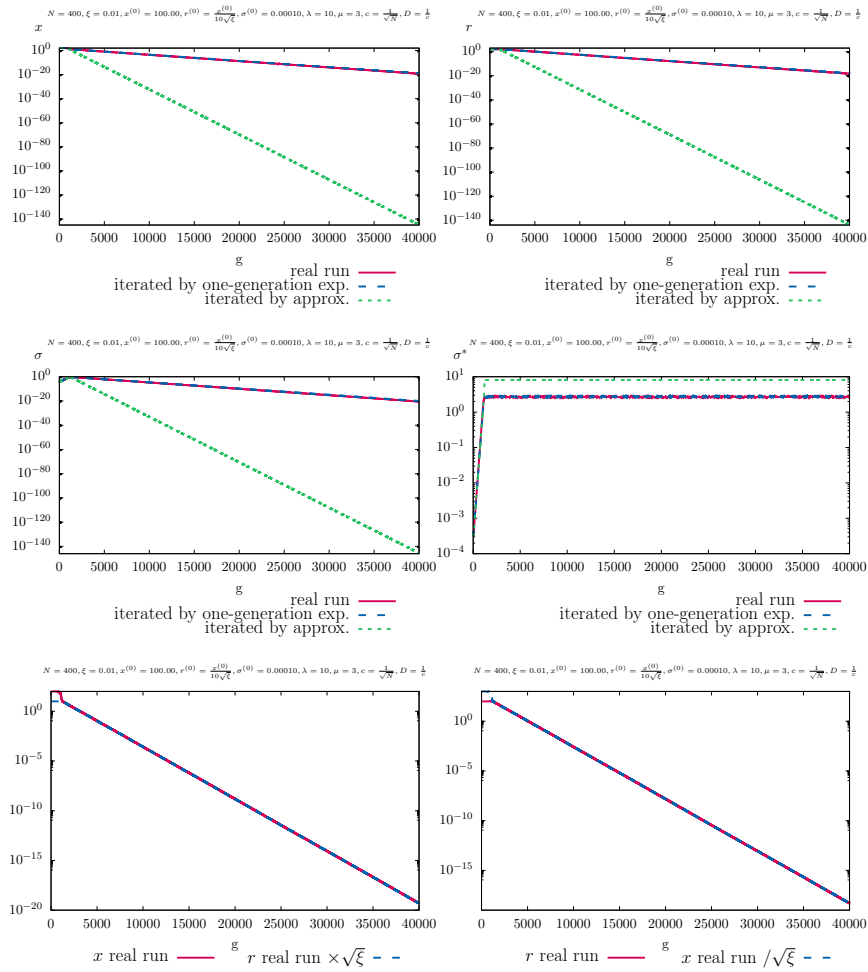 N = 400, ξ = 0.01, x^(0) = 100.00, r^(0) = x^(0)/(10√ξ), σ^(0) = 0.00010, λ = 10, μ = 3, c = 1/√N, D = 1/c
x
10^0
10^−20
10^−40
10^−60
10^−80
10^−100
10^−120
10^−140
0 5000 10000 15000 20000 25000 30000 35000 40000
g
real run
iterated by one-generation exp.
iterated by approx.
N = 400, ξ = 0.01, x^(0) = 100.00, r^(0) = x^(0)/(10√ξ), σ^(0) = 0.00010, λ = 10, μ = 3, c = 1/√N, D = 1/c
r
10^0
10^−20
10^−40
10^−60
10^−80
10^−100
10^−120
10^−140
0 5000 10000 15000 20000 25000 30000 35000 40000
g
real run
iterated by one-generation exp.
iterated by approx.
N = 400, ξ = 0.01, x^(0) = 100.00, r^(0) = x^(0)/(10√ξ), σ^(0) = 0.00010, λ = 10, μ = 3, c = 1/√N, D = 1/c
σ
10^0
10^−20
10^−40
10^−60
10^−80
10^−100
10^−120
10^−140
0 5000 10000 15000 20000 25000 30000 35000 40000
g
real run
iterated by one-generation exp.
iterated by approx.
N = 400, ξ = 0.01, x^(0) = 100.00, r^(0) = x^(0)/(10√ξ), σ^(0) = 0.00010, λ = 10, μ = 3, c = 1/√N, D = 1/c
σ*
10^1
10^0
10^−1
10^−2
10^−3
10^−4
0 5000 10000 15000 20000 25000 30000 35000 40000
g
real run
iterated by one-generation exp.
iterated by approx.
N = 400, ξ = 0.01, x^(0) = 100.00, r^(0) = x^(0)/(10√ξ), σ^(0) = 0.00010, λ = 10, μ = 3, c = 1/√N, D = 1/c
10^0
10^−5
10^−10
10^−15
10^−20
0 5000 10000 15000 20000 25000 30000 35000 40000
g
x real run r real run ×√ξ
N = 400, ξ = 0.01, x^(0) = 100.00, r^(0) = x^(0)/(10√ξ), σ^(0) = 0.00010, λ = 10, μ = 3, c = 1/√N, D = 1/c
10^0
10^−5
10^−10
10^−15
0 5000 10000 15000 20000 25000 30000 35000 40000
g
r real run x real run /√ξ